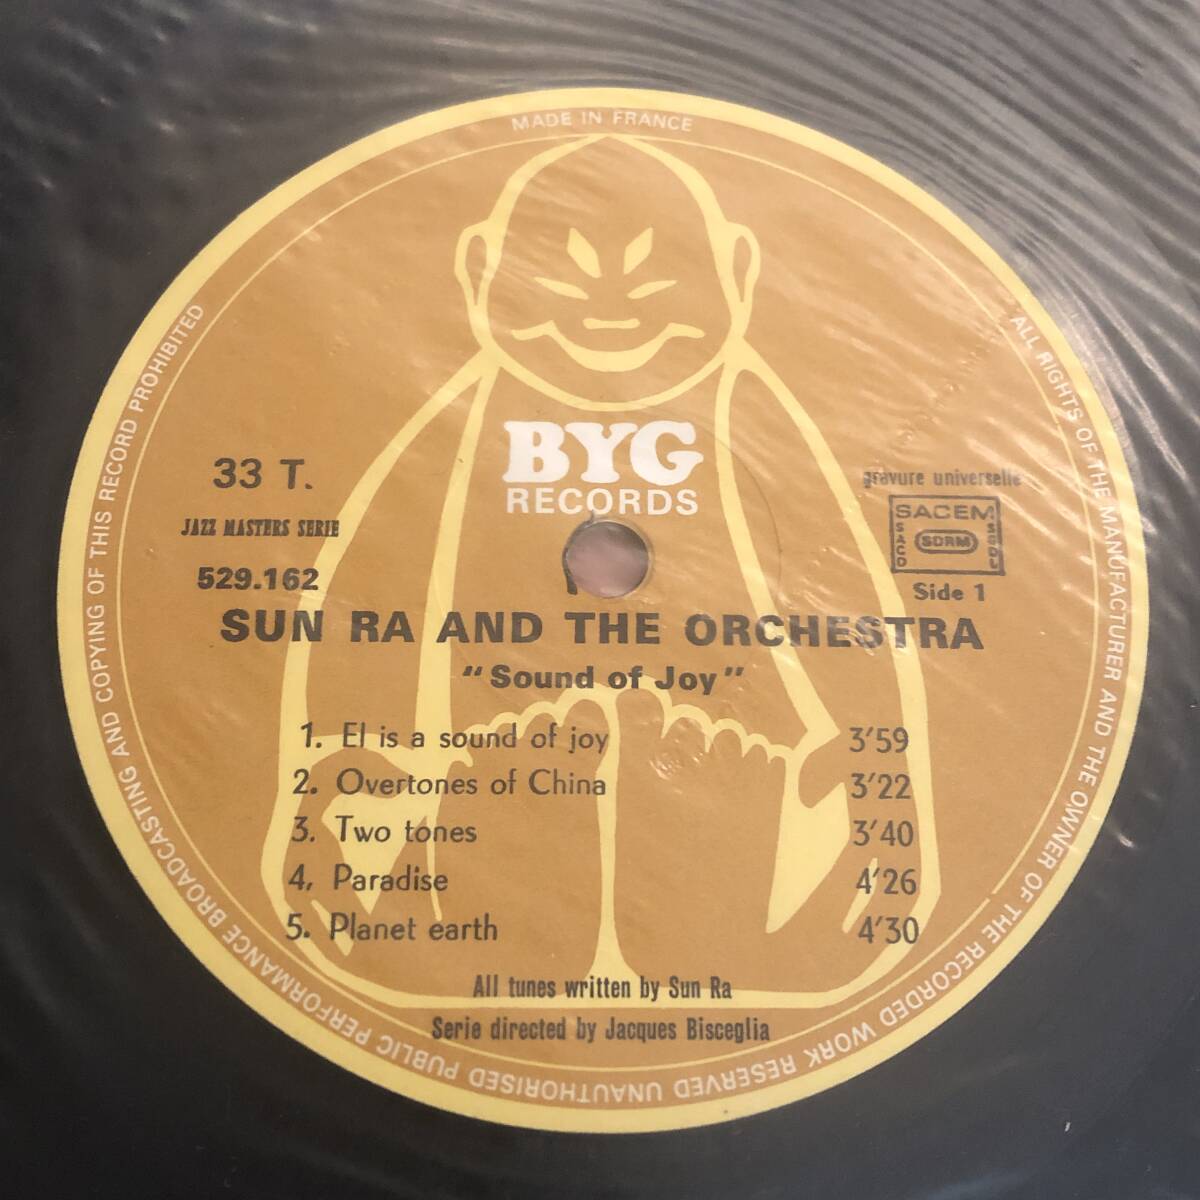 MADE IN FRANCE
ALL RIGHTS OF THE MANUFACTURER AND THE OWNER OF THE RECORDED WORK RESERVED UNAUTHORISED PUBLIC PERFORMANCE BROADCASTING AND COPYING OF THIS RECORD PROHIBITED
BYG
RECORDS
33 T.
JAZZ MASTERS SERIE
529.162
gravure universelle
SACEM
SACD
SDRM
SGDL
Side 1
SUN RA AND THE ORCHESTRA
"Sound of Joy"
1. El is a sound of joy 3'59
2. Overtones of China 3'22
3. Two tones 3'40
4, Paradise 4'26
5. Planet earth 4'30
All tunes written by Sun Ra
Serie directed by Jacques Bisceglia